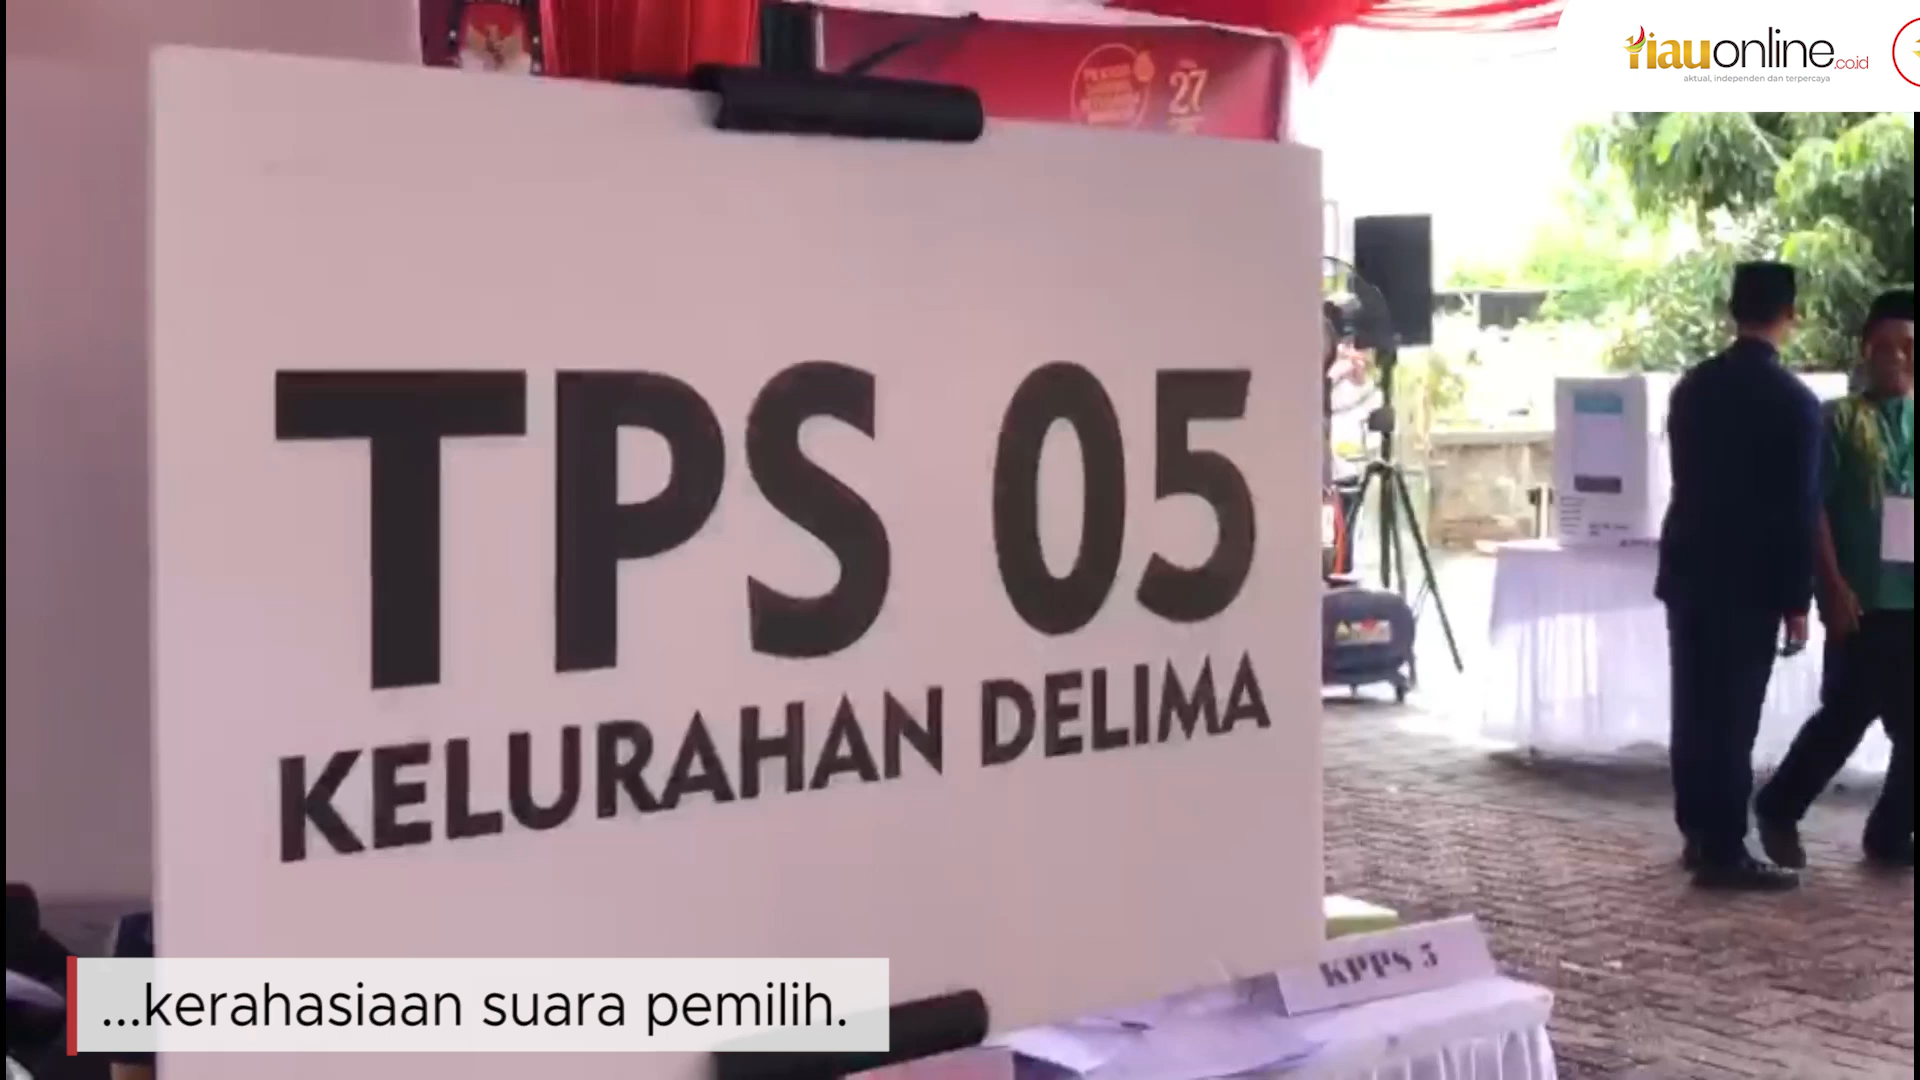 riauonline.co.id
aktual, independen dan terpercaya
27
TPS 05
KELURAHAN DELIMA
KPPS 5
...kerahasiaan suara pemilih.